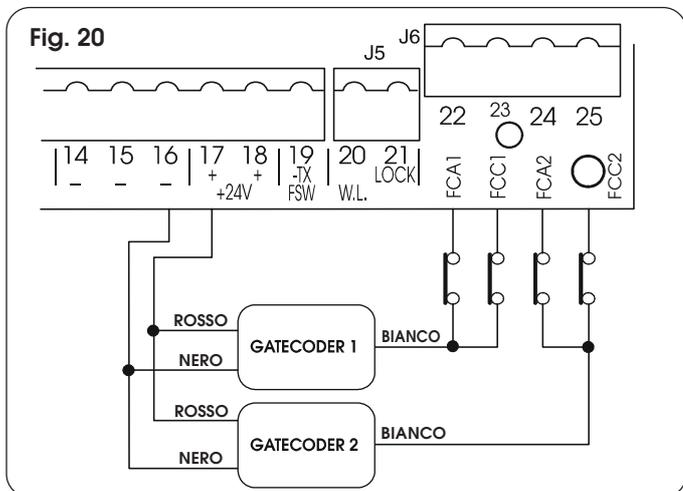 Fig. 20
J5
J6
14 15 16 17 18 19 20 21 22 23 24 25
- - - + + -TX LOCK
+24V FSW W.L.
FCA1 FCC1 FCA2 FCC2
ROSSO
GATECODER 1
BIANCO
NERO
ROSSO
GATECODER 2
BIANCO
NERO